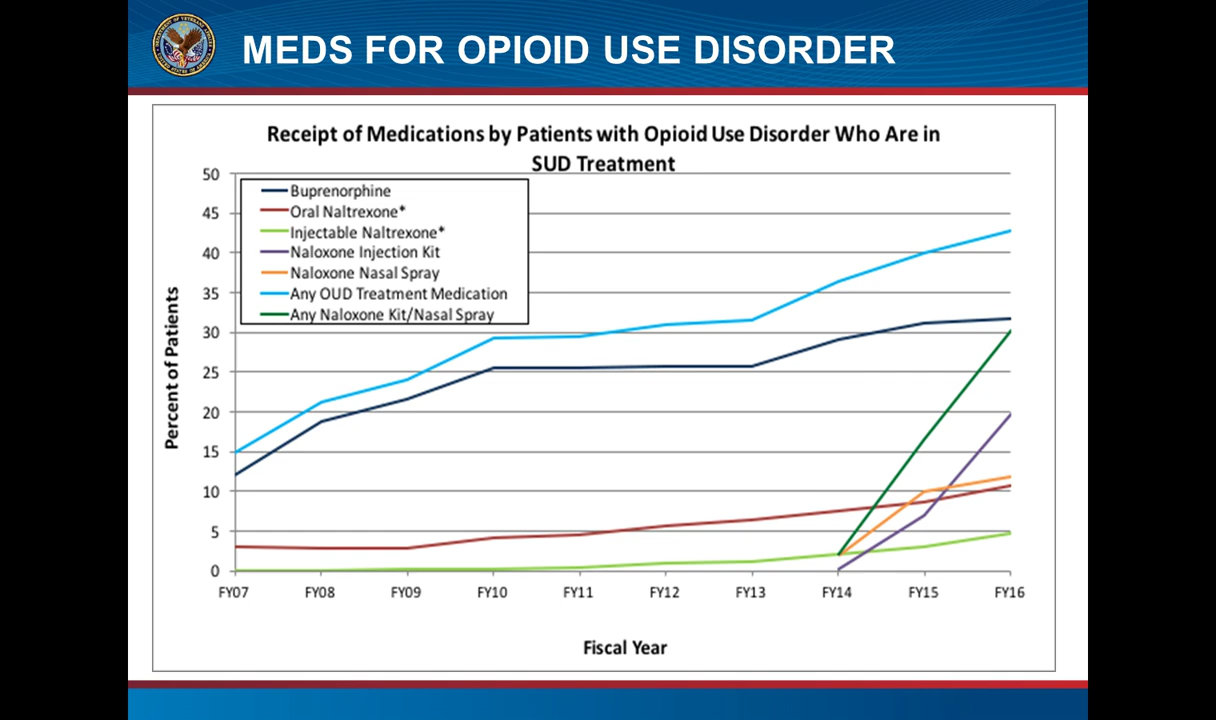 MEDS FOR OPIOID USE DISORDER
Receipt of Medications by Patients with Opioid Use Disorder Who Are in
SUD Treatment
50
45
40
35
30
25
20
15
10
5
0
Percent of Patients
Buprenorphine
Oral Naltrexone*
Injectable Naltrexone*
Naloxone Injection Kit
Naloxone Nasal Spray
Any OUD Treatment Medication
Any Naloxone Kit/Nasal Spray
FY07 FY08 FY09 FY10 FY11 FY12 FY13 FY14 FY15 FY16
Fiscal Year